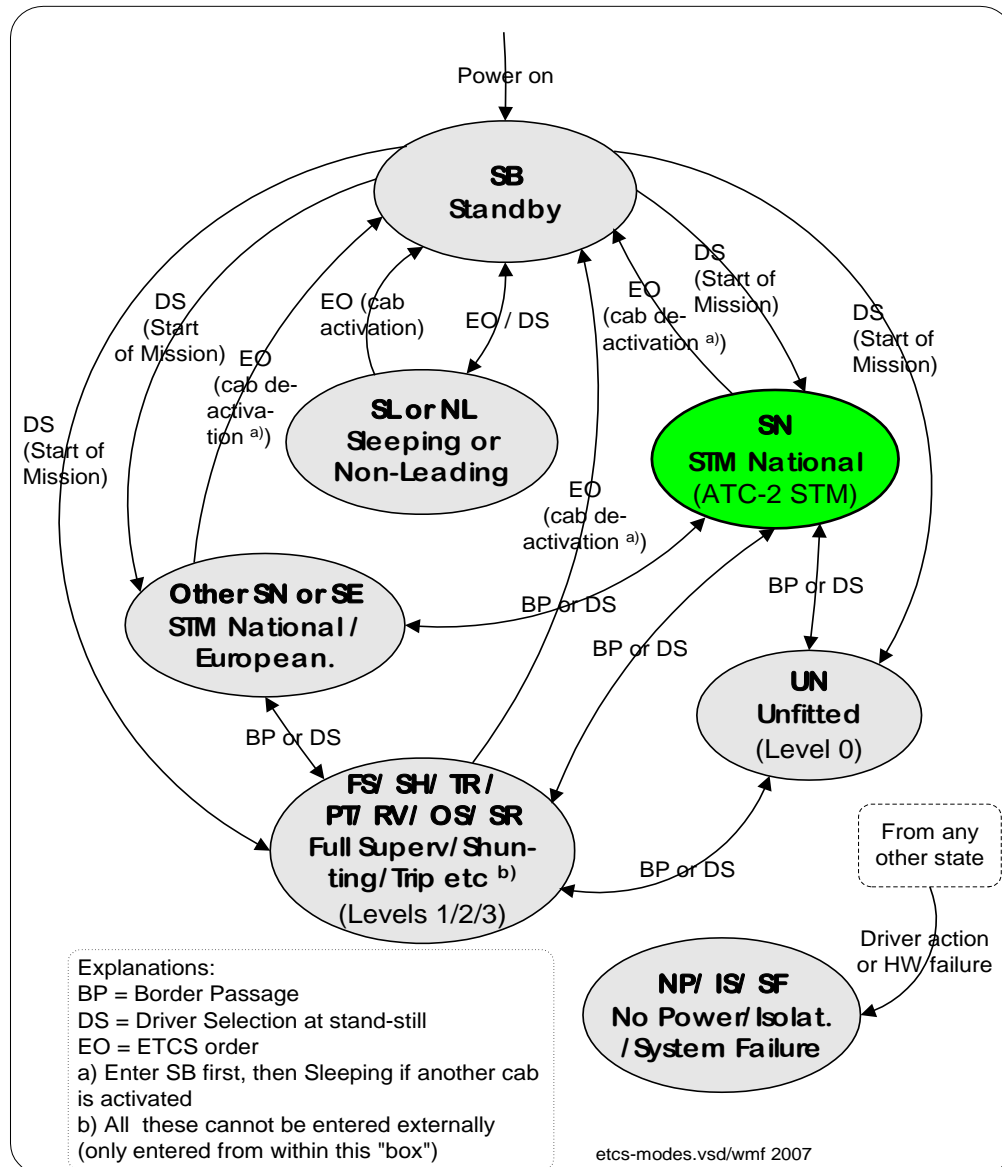 Power on
SB
Standby
DS
(Start
of Mission)
EO
(cab de-
activa-
tion a))
EO (cab
activation)
EO / DS
EO
(cab de-
activation a))
DS
(Start of
Mission)
DS
(Start of
Mission)
DS
(Start of
Mission)
SL or NL
Sleeping or
Non-Leading
SN
STM National
(ATC-2 STM)
EO
(cab de-
activation a))
Other SN or SE
STM National /
European.
BP or DS
BP or DS
BP or DS
UN
Unfitted
(Level 0)
BP or DS
FS/ SH/ TR/
PT/ RV/ OS/ SR
Full Superv/Shun-
ting/Trip etc b)
(Levels 1/2/3)
BP or DS
From any
other state
Driver action
or HW failure
NP/ IS/ SF
No Power/Isolat.
/System Failure
Explanations:
BP = Border Passage
DS = Driver Selection at stand-still
EO = ETCS order
a) Enter SB first, then Sleeping if another cab
is activated
b) All these cannot be entered externally
(only entered from within this "box")
etcs-modes.vsd/wmf 2007